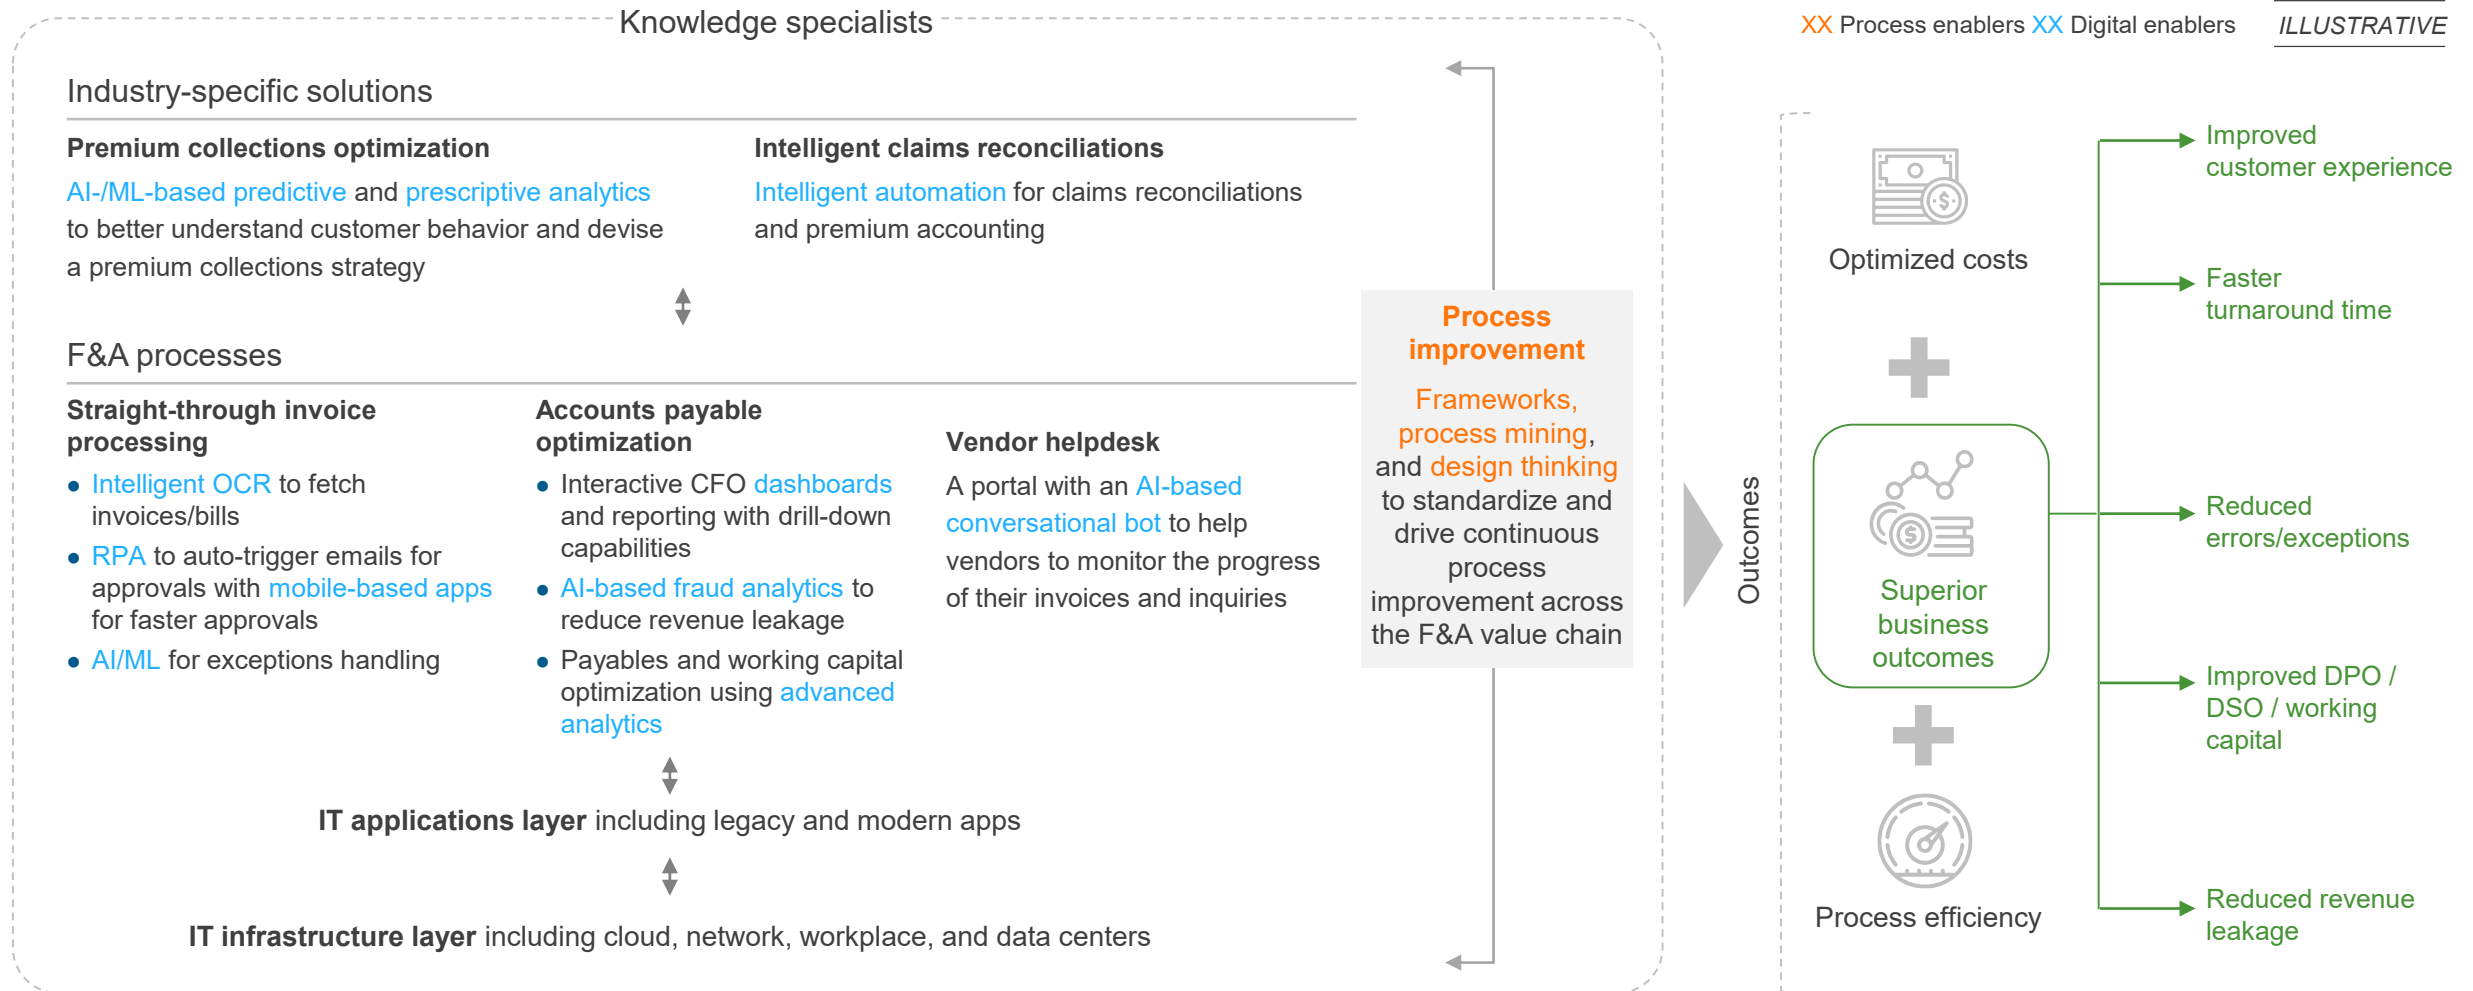 Knowledge specialists
XX Process enablers XX Digital enablers
ILLUSTRATIVE
Industry-specific solutions
Premium collections optimization
AI-/ML-based predictive and prescriptive analytics
to better understand customer behavior and devise
a premium collections strategy
Intelligent claims reconciliations
Intelligent automation for claims reconciliations
and premium accounting
F&A processes
Straight-through invoice
processing
Intelligent OCR to fetch
invoices/bills
RPA to auto-trigger emails for
approvals with mobile-based apps
for faster approvals
AI/ML for exceptions handling
Accounts payable
optimization
Interactive CFO dashboards
and reporting with drill-down
capabilities
AI-based fraud analytics to
reduce revenue leakage
Payables and working capital
optimization using advanced
analytics
Vendor helpdesk
A portal with an AI-based
conversational bot to help
vendors to monitor the progress
of their invoices and inquiries
IT applications layer including legacy and modern apps
IT infrastructure layer including cloud, network, workplace, and data centers
Process
improvement
Frameworks,
process mining,
and design thinking
to standardize and
drive continuous
process
improvement across
the F&A value chain
Outcomes
Optimized costs
Superior
business
outcomes
Process efficiency
Improved
customer experience
Faster
turnaround time
Reduced
errors/exceptions
Improved DPO /
DSO / working
capital
Reduced revenue
leakage